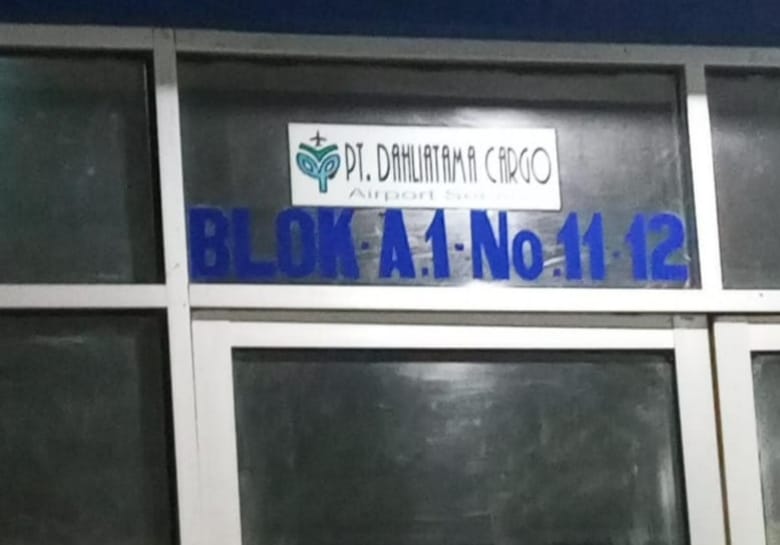 PT. DAHLIATAMA CARGO
Airport
BLOK-A.1-No.11-12